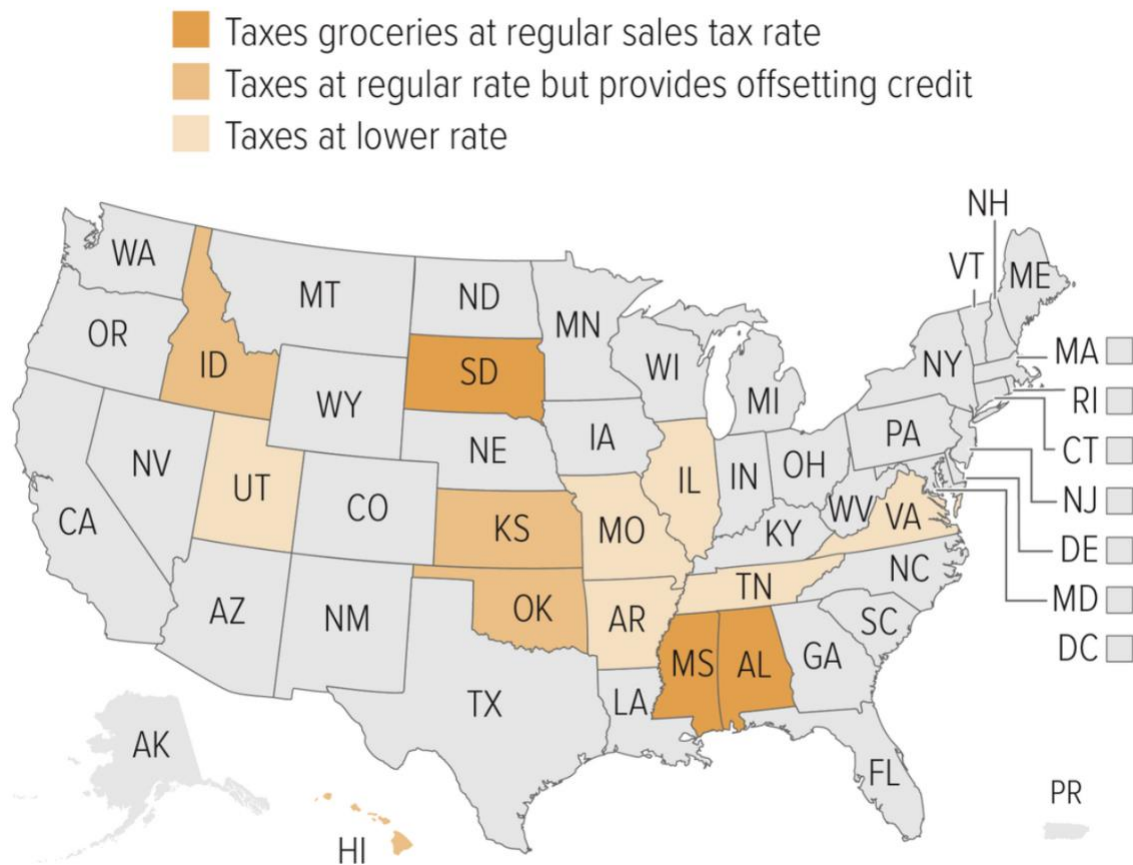 Taxes groceries at regular sales tax rate
Taxes at regular rate but provides offsetting credit
Taxes at lower rate
NH
WA
VT
ME
MT
ND
MN
OR
ID
SD
WI
NY
MA
WY
MI
RI
IA
PA
CT
NE
NV
UT
IL
IN
OH
NJ
CO
CA
KS
MO
WV
VA
KY
DE
NC
TN
AZ
NM
OK
AR
MD
SC
MS
AL
GA
DC
TX
LA
AK
FL
PR
HI